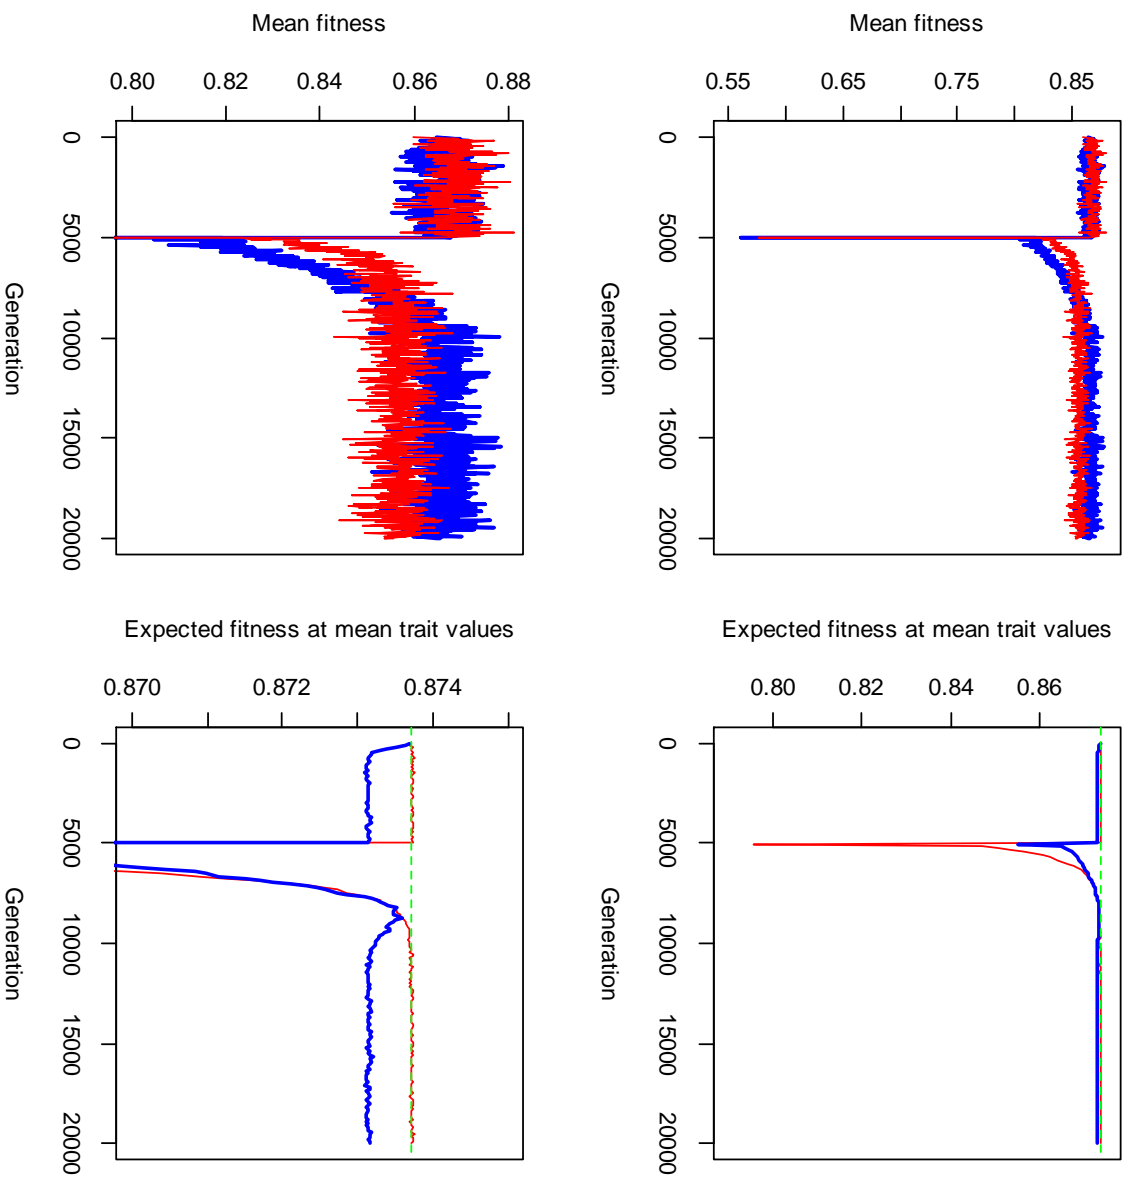 Mean fitness
0.80 0.82 0.84 0.86 0.88
0 5000 10000 15000 20000
Generation
Mean fitness
0.55 0.65 0.75 0.85
0 5000 10000 15000 20000
Generation
Expected fitness at mean trait values
0.870 0.872 0.874
0 5000 10000 15000 20000
Generation
Expected fitness at mean trait values
0.80 0.82 0.84 0.86
0 5000 10000 15000 20000
Generation